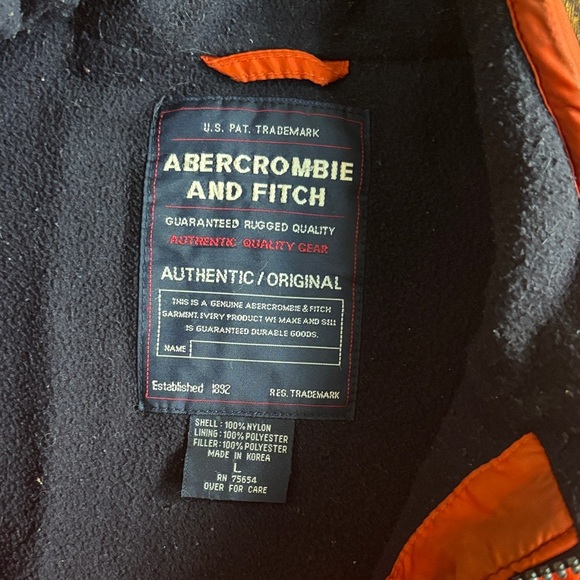 U.S. PAT. TRADEMARK
ABERCROMBIE
AND FITCH
GUARANTEED RUGGED QUALITY
AUTHENTIC QUALITY GEAR
AUTHENTIC/ORIGINAL
THIS IS A GENUINE ABERCROMBIE & FITCH
GARMENT. EVERY PRODUCT WE MAKE AND SELL
IS GUARANTEED DURABLE GOODS.
NAME
Established 1892 REG. TRADEMARK
SHELL: 100% NYLON
LINING: 100% POLYESTER
FILLER: 100% POLYESTER
MADE IN KOREA
L
RN 75654
OVER FOR CARE